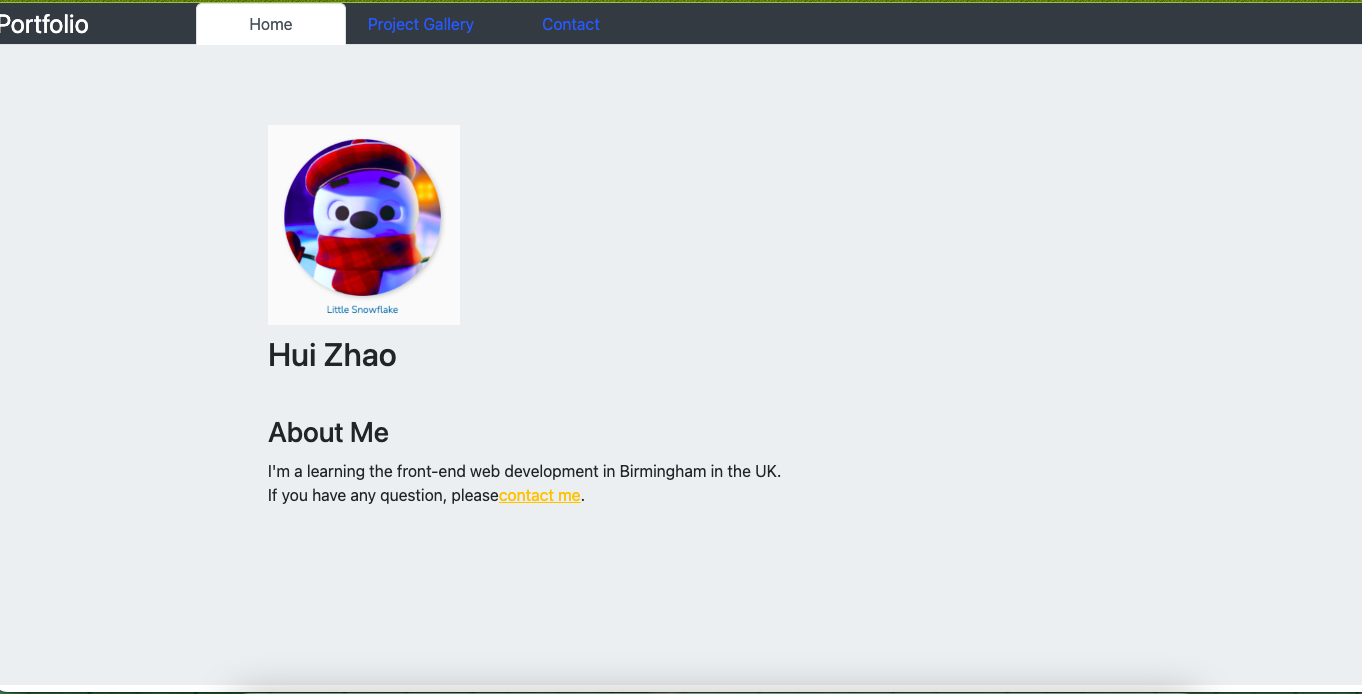 Portfolio
Home
Project Gallery
Contact
Little Snowflake
Hui Zhao
About Me
I'm a learning the front-end web development in Birmingham in the UK.
If you have any question, pleasecontact me.